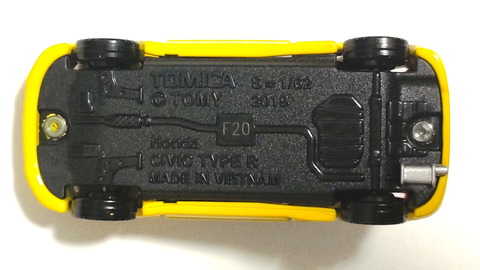 TOMICA S=1/62
© TOMY 2019
F20
Honda
CIVIC TYPE R
MADE IN VIETNAM